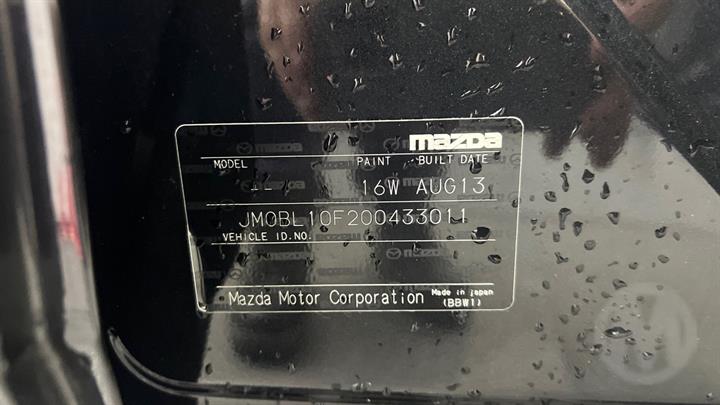 mazda
MODEL PAINT BUILT DATE
16W AUG13
JM0BL10F200433011
VEHICLE ID.NO.
Mazda Motor Corporation Made in Japan
(BBW1)